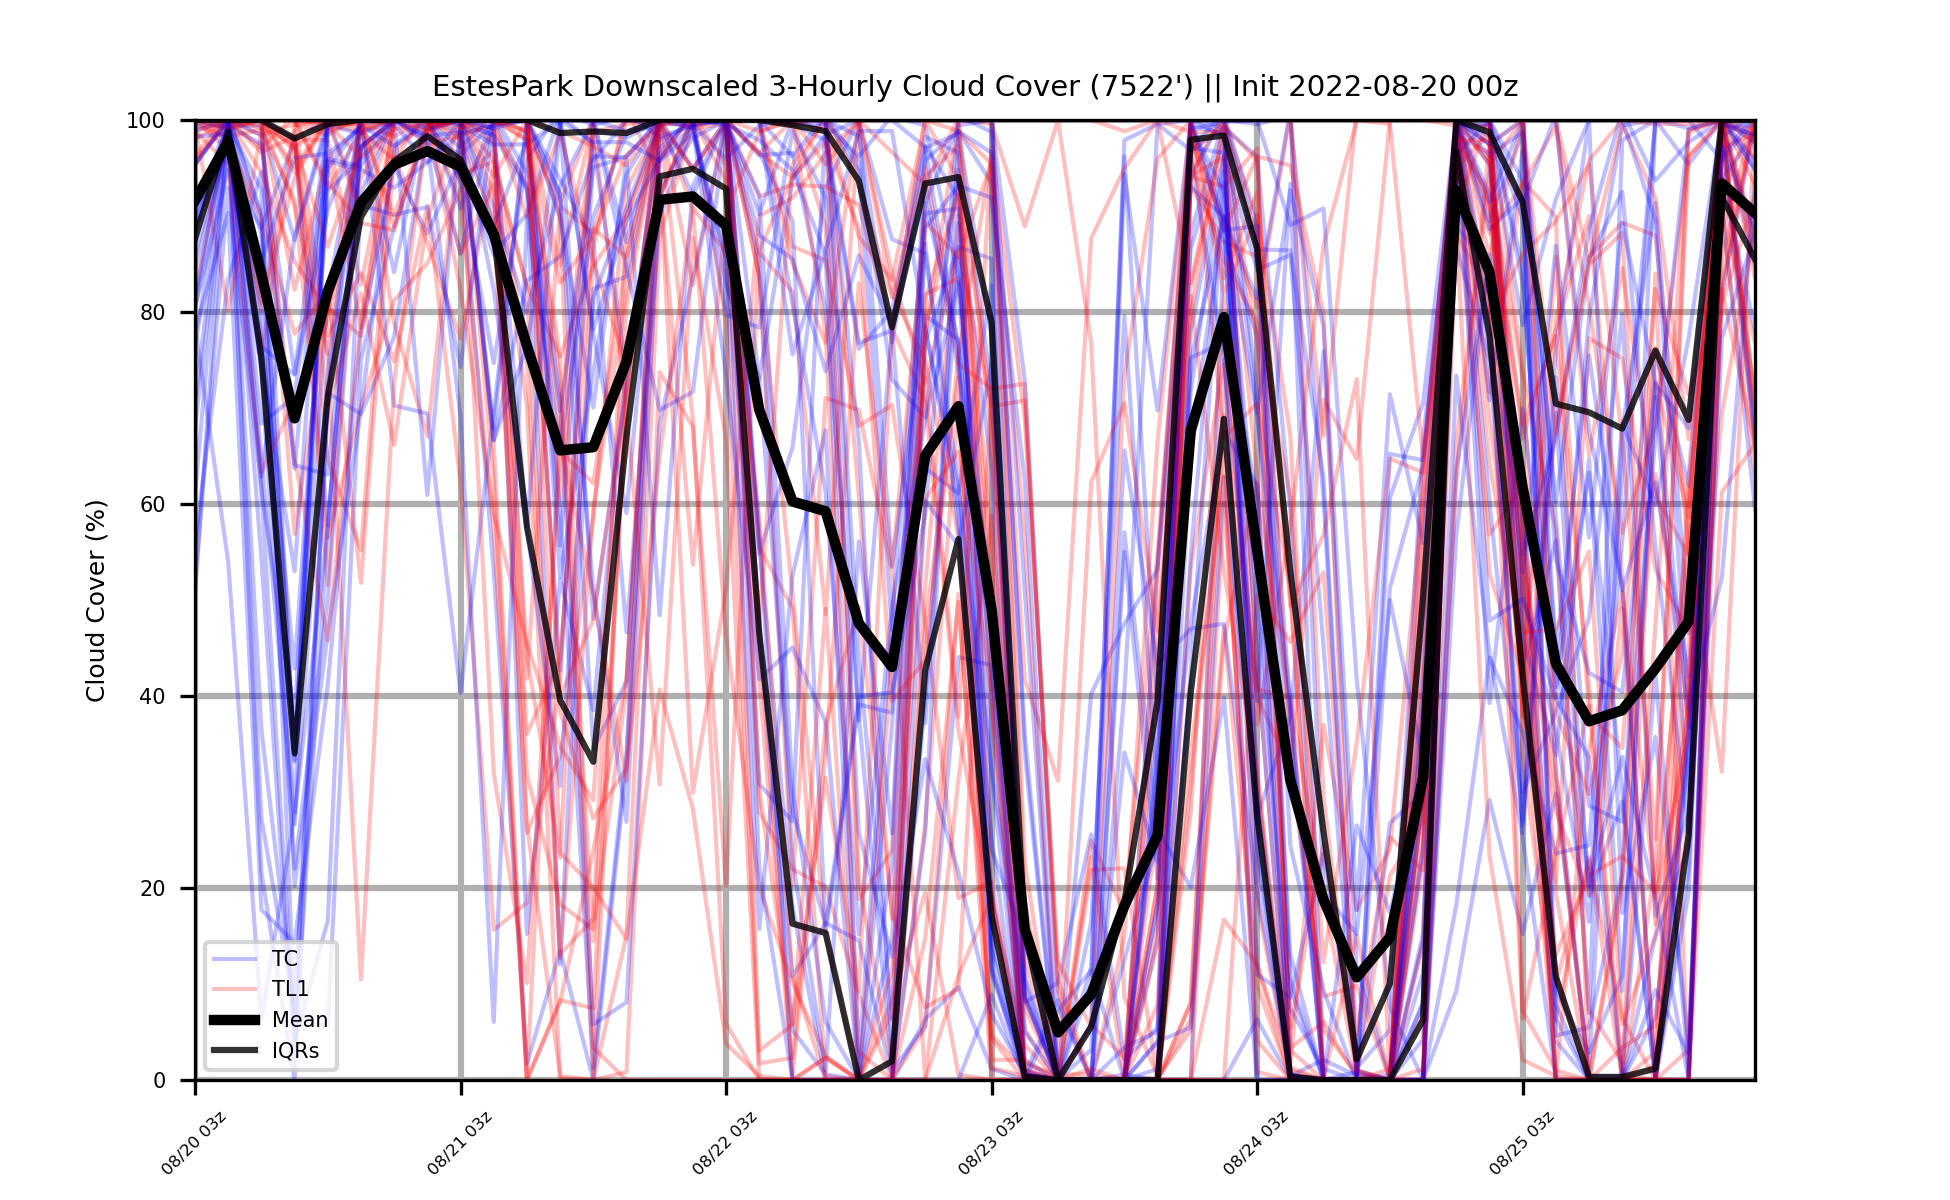 EstesPark Downscaled 3-Hourly Cloud Cover (7522') || Init 2022-08-20 00z
100
80
60
40
20
0
Cloud Cover (%)
TC
TL1
Mean
IQRs
08/20 03z
08/21 03z
08/22 03z
08/23 03z
08/24 03z
08/25 03z